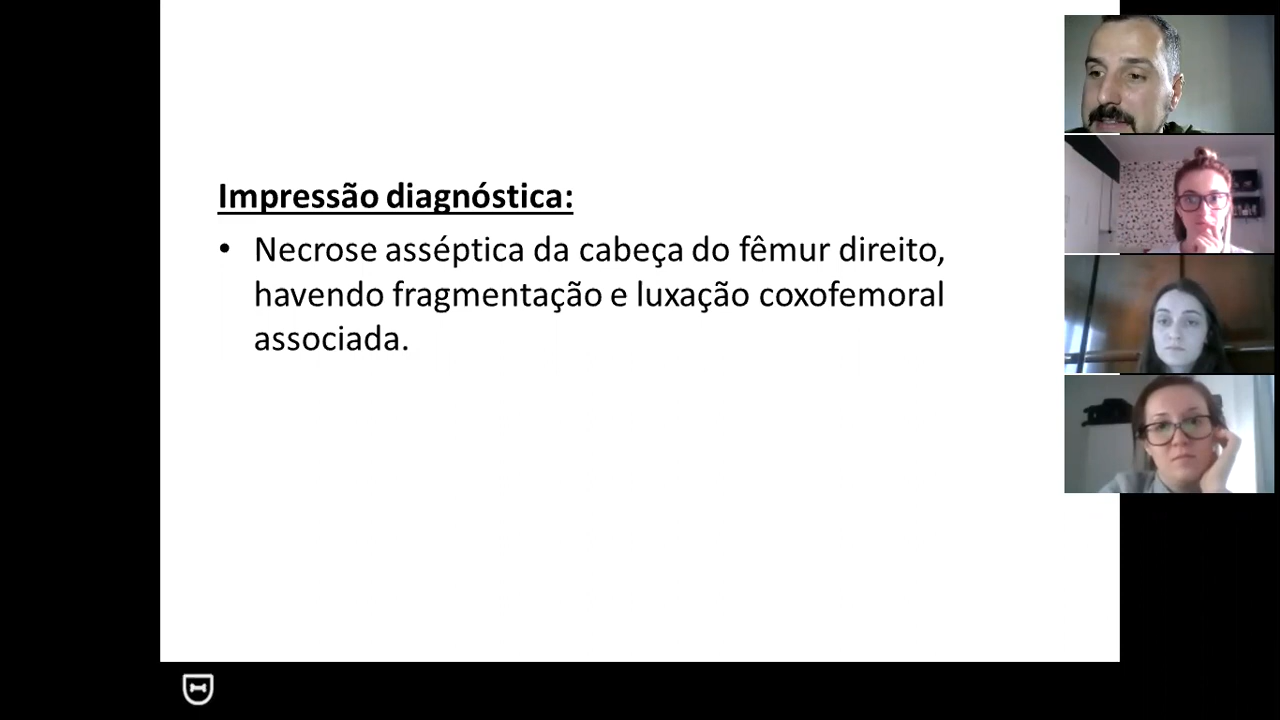 Impressão diagnóstica:
• Necrose asséptica da cabeça do fêmur direito,
havendo fragmentação e luxação coxofemoral
associada.